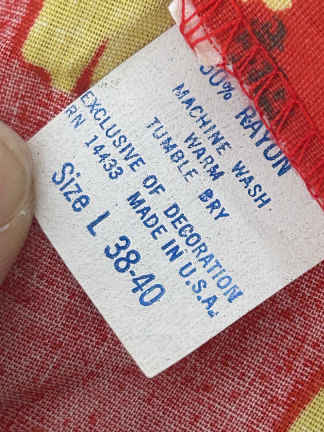 50% RAYON
MACHINE WASH
WARM
TUMBLE DRY
EXCLUSIVE OF DECORATION
RN 14433 MADE IN U.S.A.
Size L 38-40